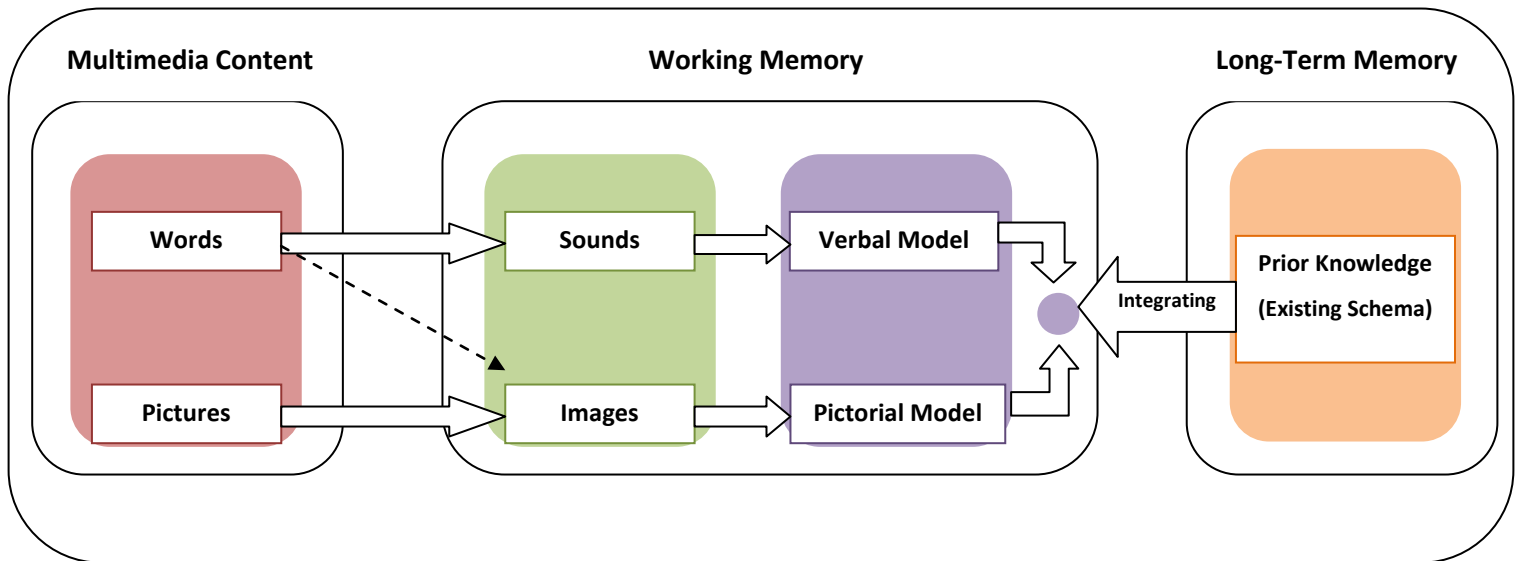 Multimedia Content
Working Memory
Long-Term Memory
Words
Sounds
Verbal Model
Prior Knowledge
(Existing Schema)
Integrating
Pictures
Images
Pictorial Model